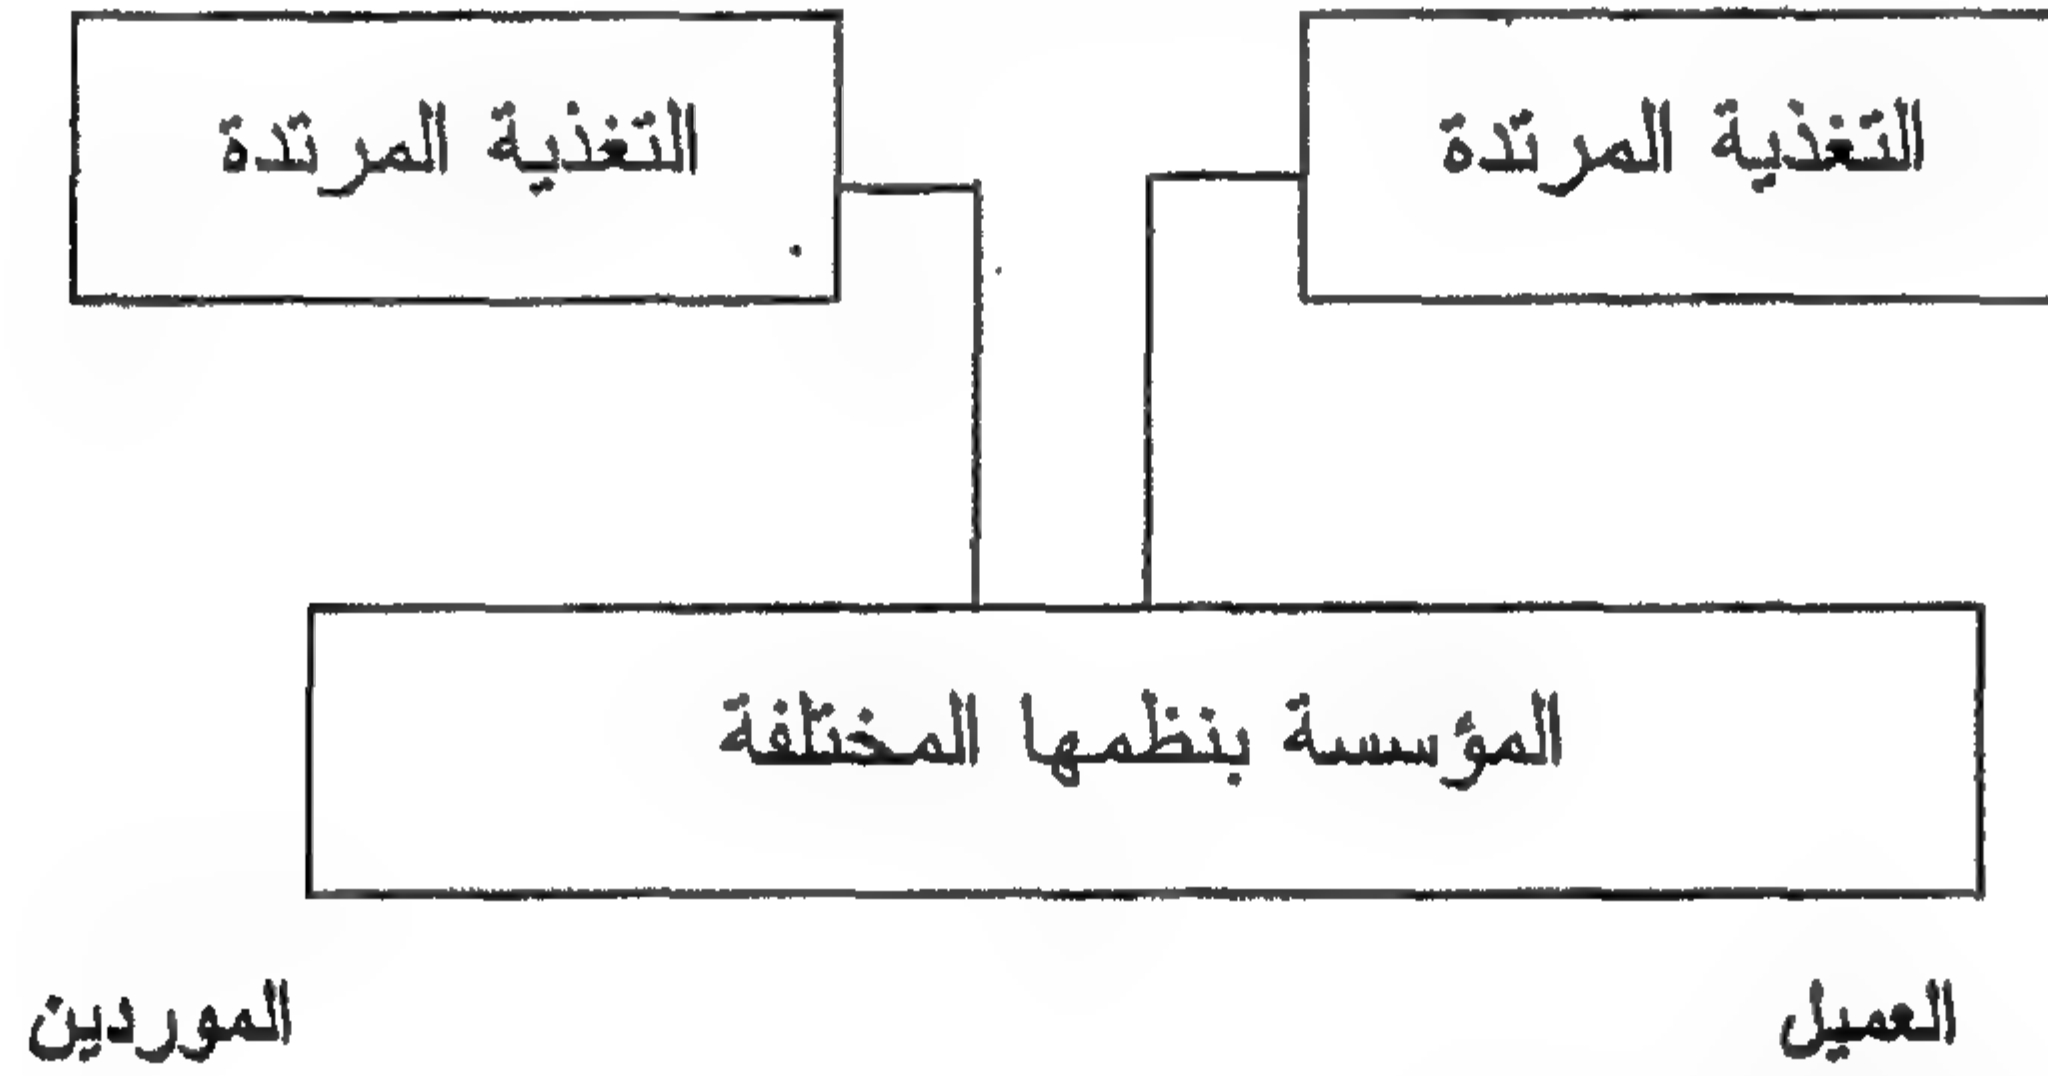 التغذية المرتدة
التغذية المرتدة
المؤسسة بنظمها المختلفة
العميل
الموردين